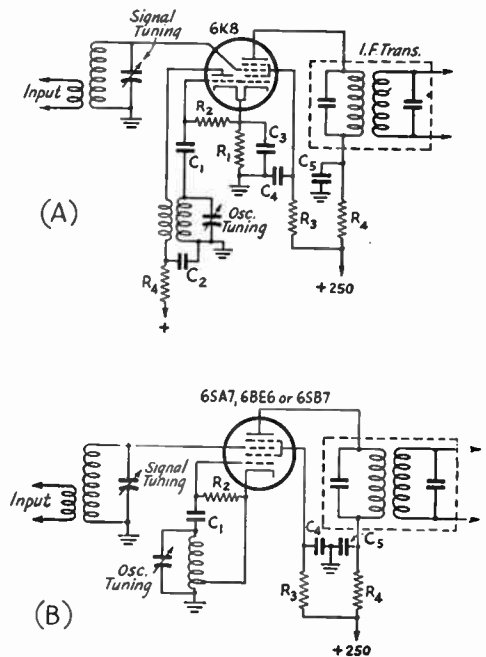 6K8
Signal
Tuning
I.F. Trans.
Input
R2
C1
R1
C3
C4
C5
(A)
Osc.
Tuning
R3
R4
R4
C2
+250
+
6SA7, 6BE6 or 6SB7
Signal
Tuning
Input
R2
C1
C4
C5
Osc.
Tuning
R3
R4
(B)
+250